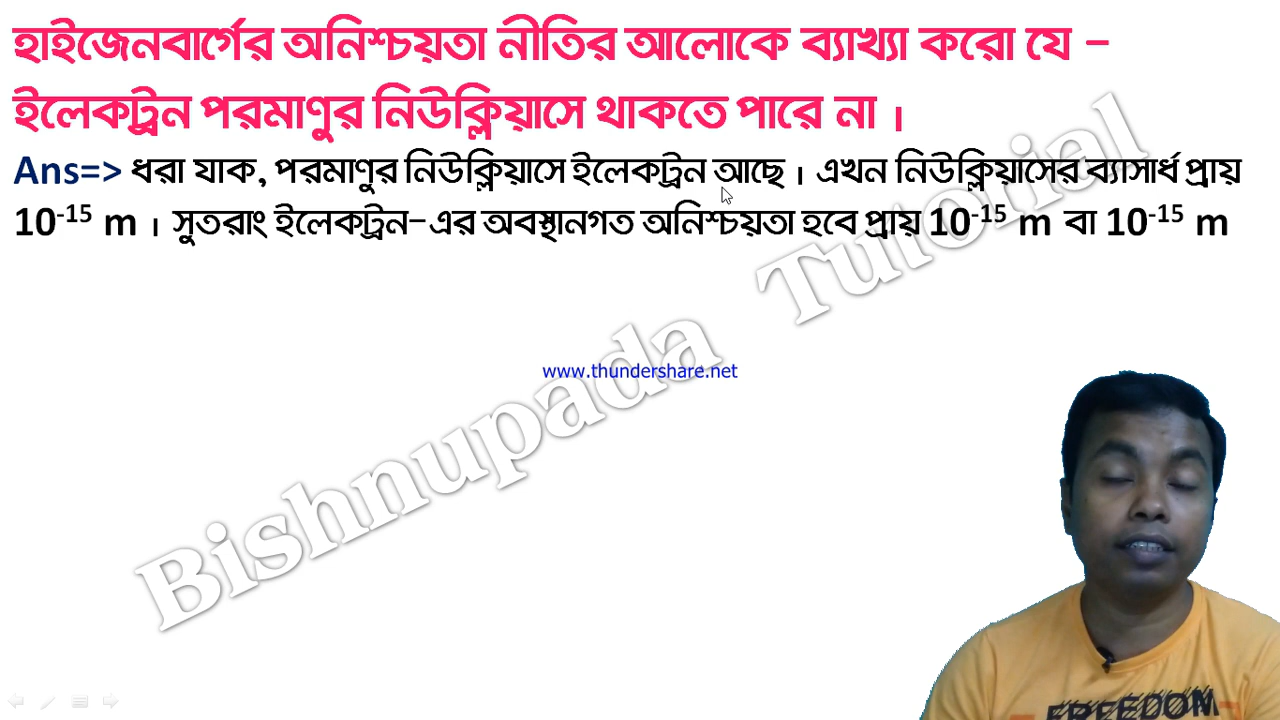 হাইজেনবার্গের অনিশ্চয়তা নীতির আলোকে ব্যাখ্যা করো যে –
ইলেকট্রন পরমাণুর নিউক্লিয়াসে থাকতে পারে না ।
Ans=> ধরা যাক, পরমাণুর নিউক্লিয়াসে ইলেকট্রন আছে । এখন নিউক্লিয়াসের ব্যাসার্ধ প্রায়
10⁻¹⁵ m । সুতরাং ইলেকট্রন–এর অবস্থানগত অনিশ্চয়তা হবে প্রায় 10⁻¹⁵ m বা 10⁻¹⁵ m
www.thundershare.net
Bishnupada Tutorial
FREEDOM